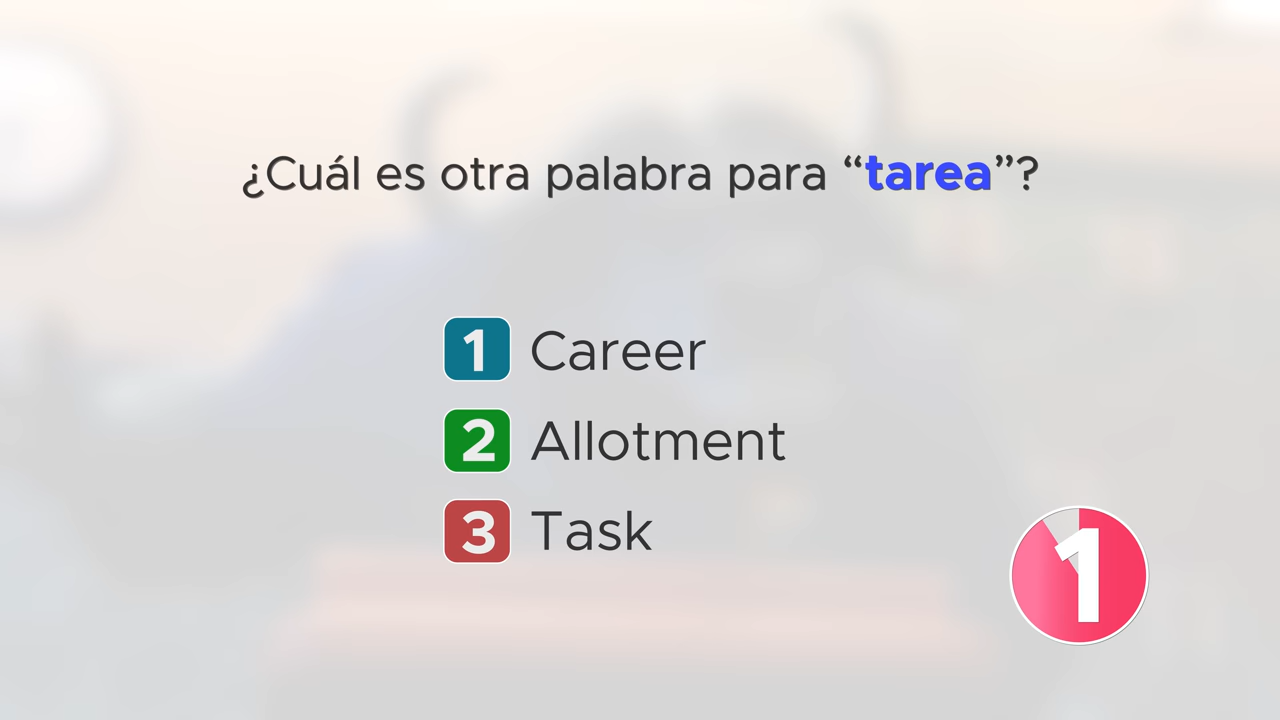 ¿Cuál es otra palabra para “tarea”?
1 Career
2 Allotment
3 Task
1